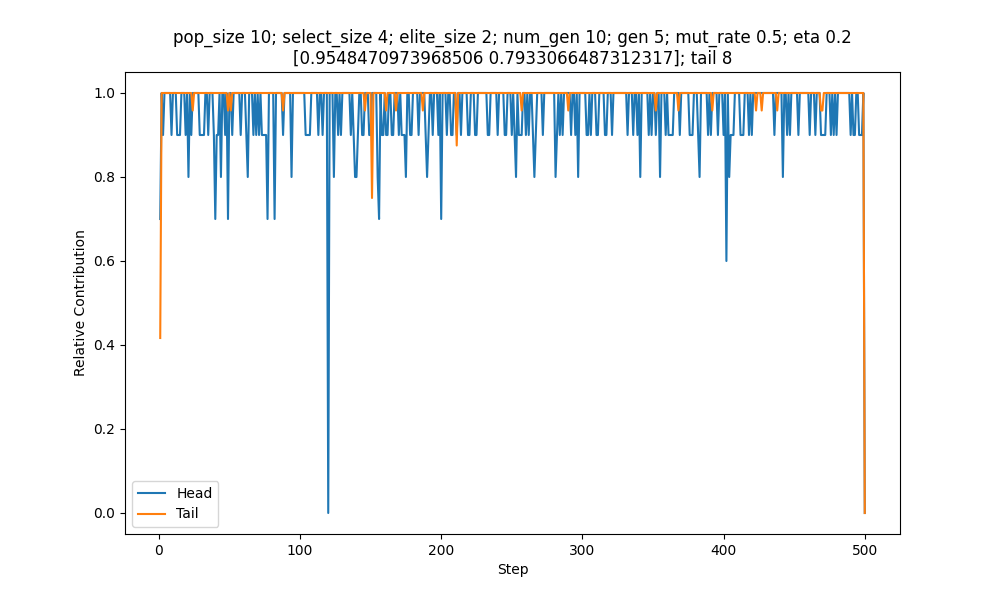 pop_size 10; select_size 4; elite_size 2; num_gen 10; gen 5; mut_rate 0.5; eta 0.2
[0.9548470973968506 0.7933066487312317]; tail 8
Relative Contribution
1.0
0.8
0.6
0.4
0.2
0.0
Head
Tail
0
100
200
300
400
500
Step